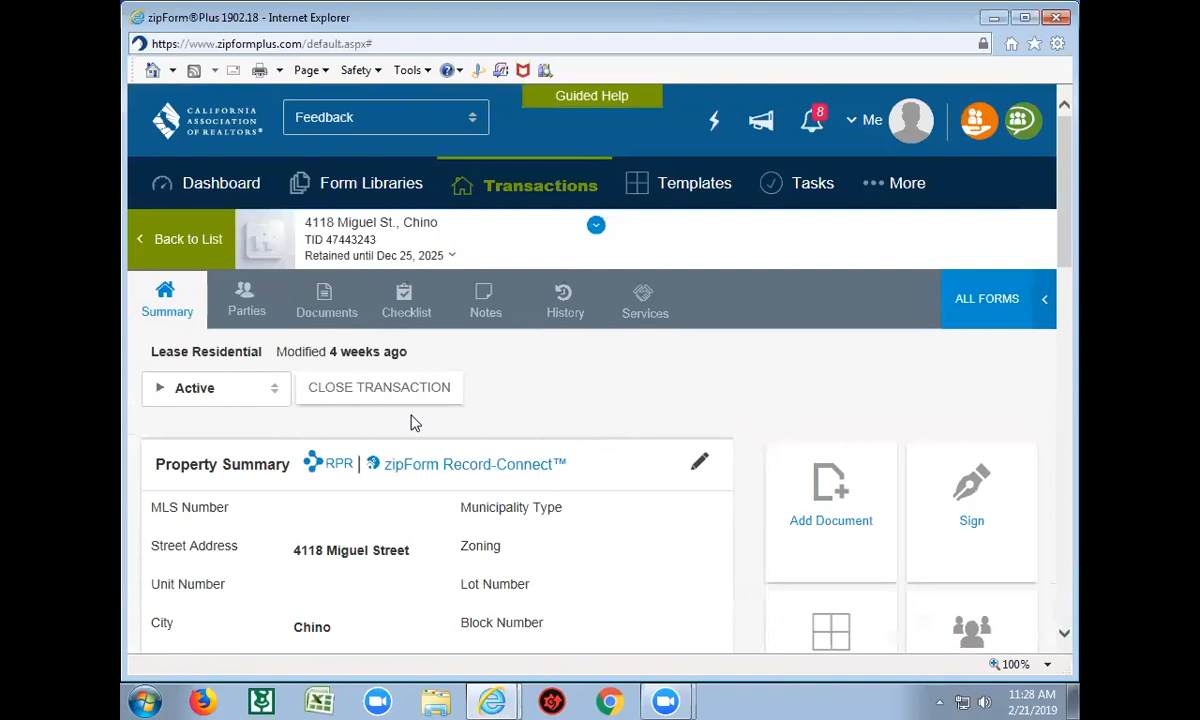 zipForm®Plus 1902.18 - Internet Explorer
https://www.zipformplus.com/default.aspx#
Page Safety Tools
CALIFORNIA
ASSOCIATION
OF REALTORS®
Feedback
Guided Help
8
Me
Dashboard Form Libraries Transactions Templates Tasks More
Back to List
4118 Miguel St., Chino
TID 47443243
Retained until Dec 25, 2025
Summary Parties Documents Checklist Notes History Services
ALL FORMS
Lease Residential Modified 4 weeks ago
Active CLOSE TRANSACTION
Property Summary RPR | zipForm Record-Connect™
MLS Number Municipality Type
Street Address 4118 Miguel Street Zoning
Unit Number Lot Number
City Chino Block Number
Add Document Sign
100%
11:28 AM
2/21/2019